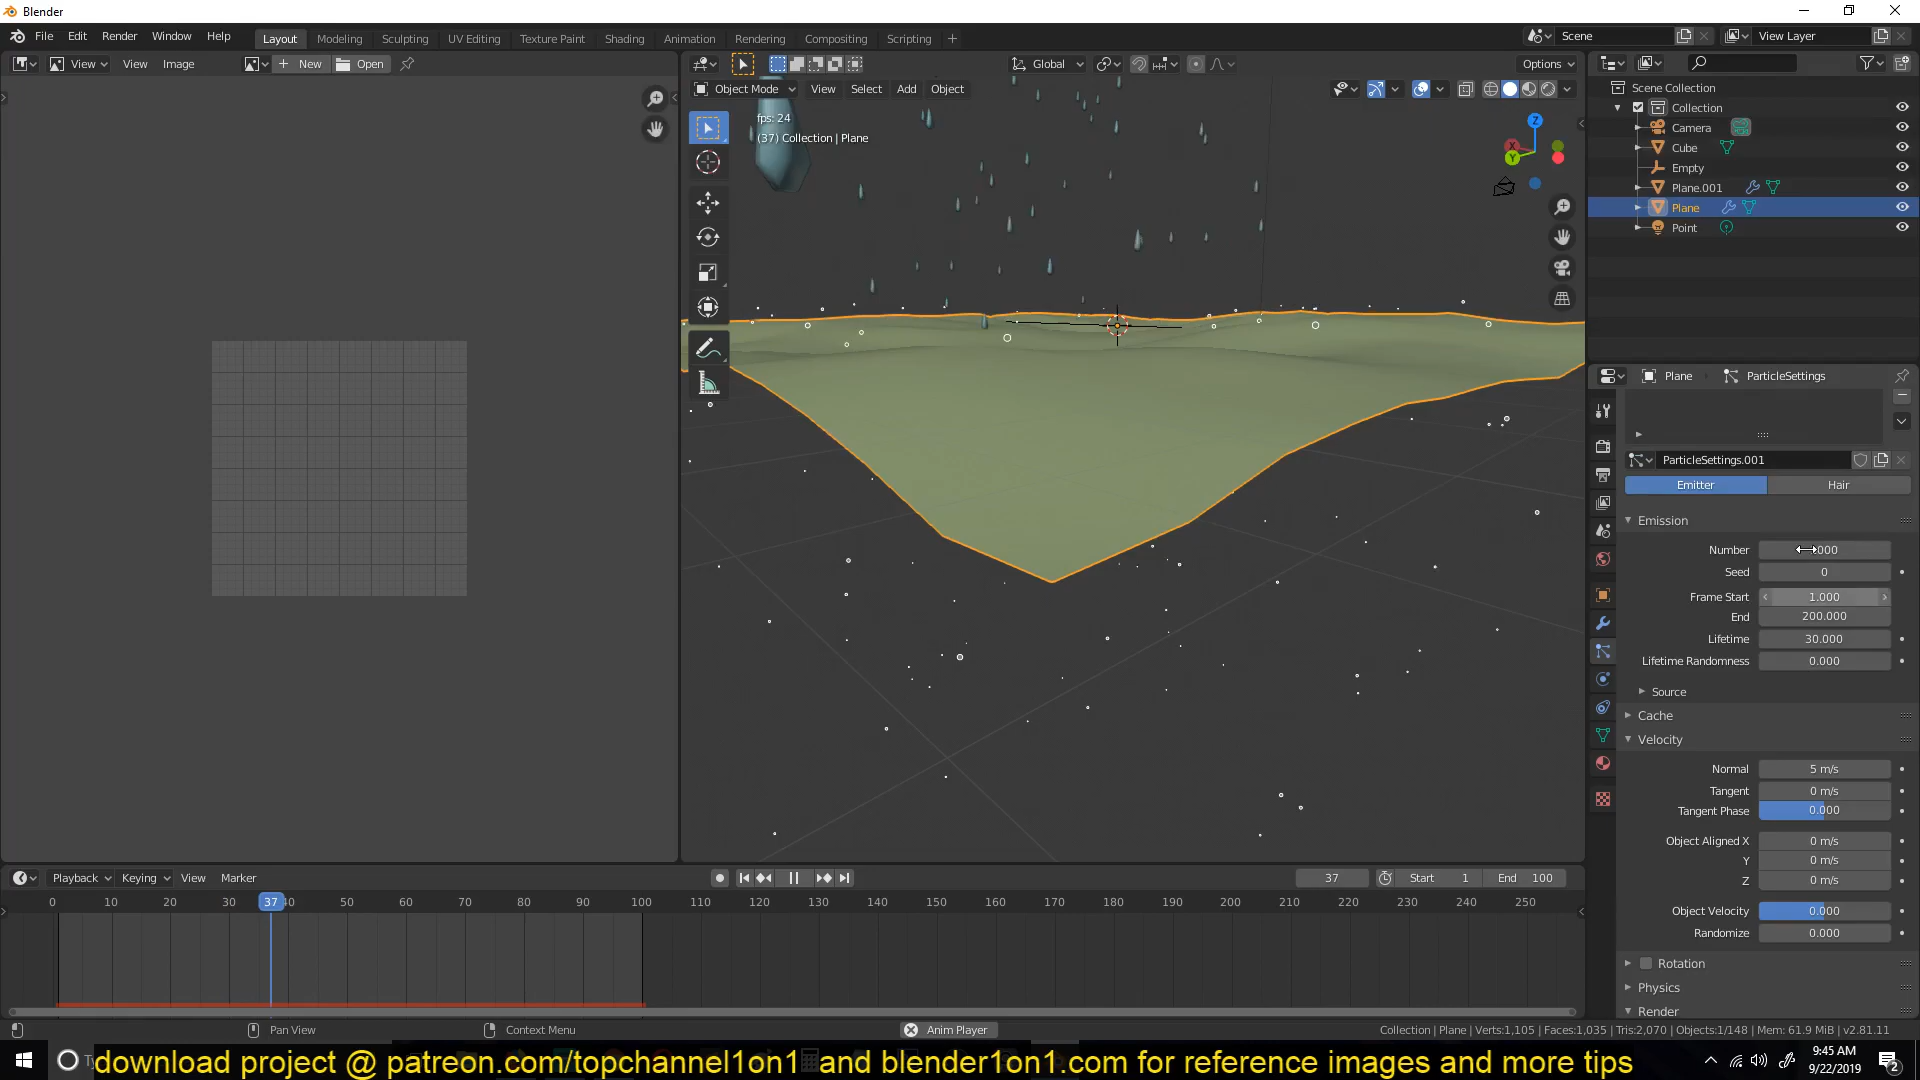 Blender
File Edit Render Window Help
Layout Modeling Sculpting UV Editing Texture Paint Shading Animation Rendering Compositing Scripting +
Scene
View Layer
View View Image + New Open
Global
Options
Object Mode View Select Add Object
fps: 24
(37) Collection | Plane
Z
X
Y
Scene Collection
Collection
Camera
Cube
Empty
Plane.001
Plane
Point
Plane ParticleSettings
ParticleSettings.001
Emitter Hair
Emission
Number
Seed 0
Frame Start 1.000
End 200.000
Lifetime 30.000
Lifetime Randomness 0.000
Source
Cache
Velocity
Normal 5 m/s
Tangent 0 m/s
Tangent Phase 0.000
Object Aligned X 0 m/s
Y 0 m/s
Z 0 m/s
Object Velocity 0.000
Randomize 0.000
Rotation
Physics
Render
Playback Keying View Marker
37 Start 1 End 100
0 10 20 30 37 50 60 70 80 90 100 110 120 130 140 150 160 170 180 190 200 210 220 230 240 250
Pan View Context Menu Anim Player
Collection | Plane | Verts:1,105 | Faces:1,035 | Tris:2,070 | Objects:1/148 | Mem: 61.9 MiB | v2.81.11
download project @ patreon.com/topchannel1on1 and blender1on1.com for reference images and more tips
9:45 AM
9/22/2019
2